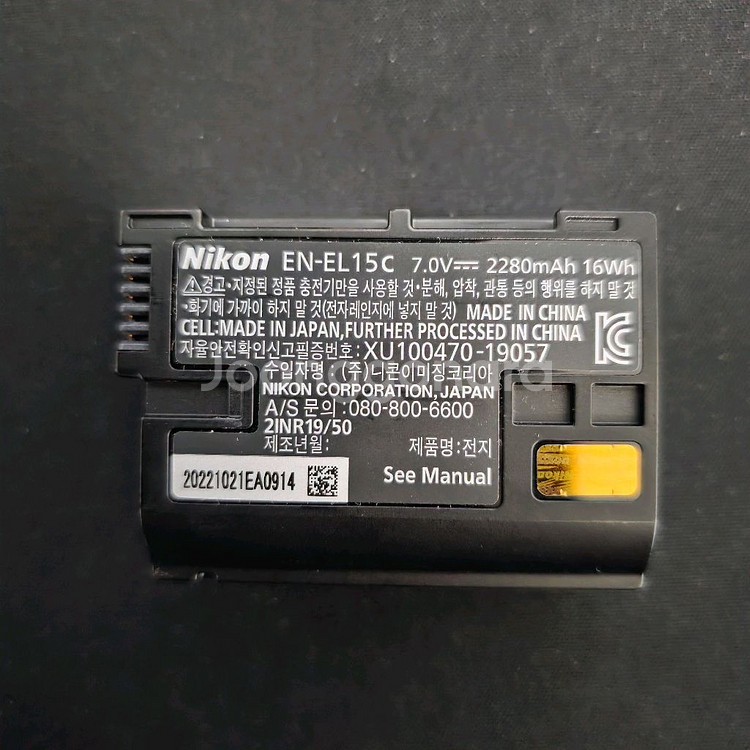 Nikon EN-EL15c 7.0V⎓ 2280mAh 16Wh
⚠경고•지정된 정품 충전기만을 사용할 것•분해, 압착, 관통 등의 행위를 하지 말 것
•화기에 가까이 하지 말 것(전자레인지에 넣지 말 것) MADE IN CHINA
CELL:MADE IN JAPAN,FURTHER PROCESSED IN CHINA
자율안전확인신고필증번호:XU100470-19057
수입자명 : (주)니콘이미징코리아
NIKON CORPORATION, JAPAN
A/S 문의 :080-800-6600
2INR19/50
제조년월: 제품명:전지
20221021EA0914
See Manual
Nikon